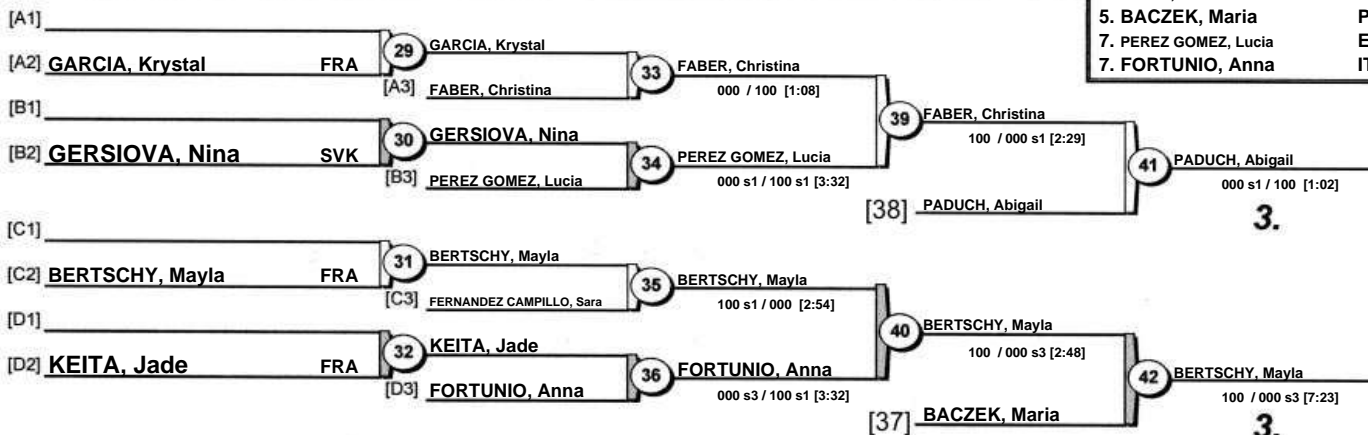 5. BACZEK, Maria P
7. PEREZ GOMEZ, Lucia E
7. FORTUNIO, Anna IT
[A1]
[A2] GARCIA, Krystal FRA
29
GARCIA, Krystal
[A3] FABER, Christina
33
FABER, Christina
000 / 100 [1:08]
[B1]
[B2] GERSIOVA, Nina SVK
30
GERSIOVA, Nina
[B3] PEREZ GOMEZ, Lucia
34
PEREZ GOMEZ, Lucia
000 s1 / 100 s1 [3:32]
39
FABER, Christina
100 / 000 s1 [2:29]
[38] PADUCH, Abigail
41
PADUCH, Abigail
000 s1 / 100 [1:02]
3.
[C1]
[C2] BERTSCHY, Mayla FRA
31
BERTSCHY, Mayla
[C3] FERNANDEZ CAMPILLO, Sara
35
BERTSCHY, Mayla
100 s1 / 000 [2:54]
[D1]
[D2] KEITA, Jade FRA
32
KEITA, Jade
[D3] FORTUNIO, Anna
36
FORTUNIO, Anna
000 s3 / 100 s1 [3:32]
40
BERTSCHY, Mayla
100 / 000 s3 [2:48]
[37] BACZEK, Maria
42
BERTSCHY, Mayla
100 / 000 s3 [7:23]
3.